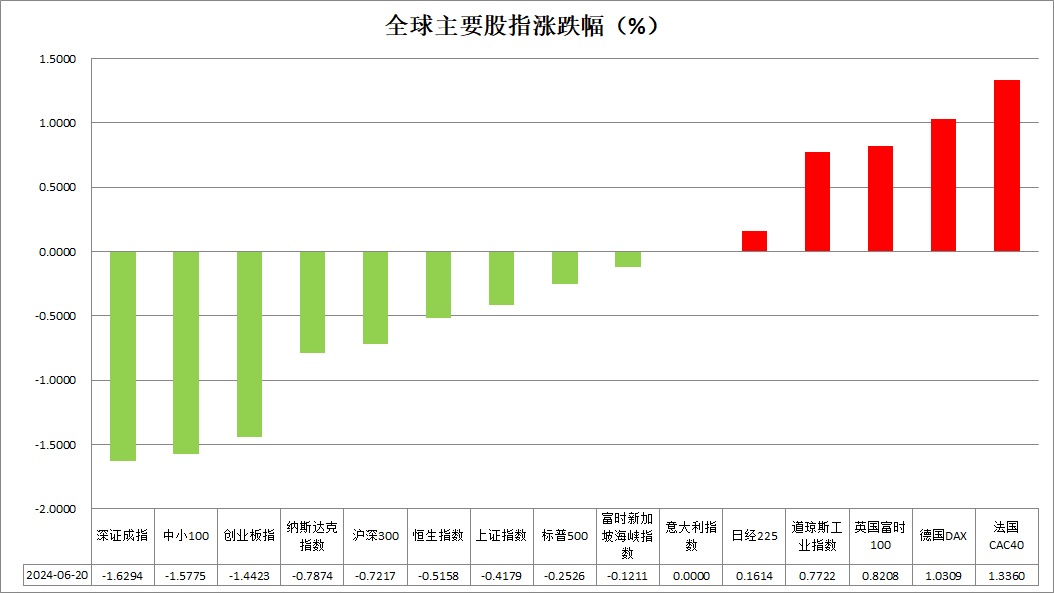 全球主要股指涨跌幅（%）
1.5000
1.0000
0.5000
0.0000
-0.5000
-1.0000
-1.5000
-2.0000
深证成指
中小100
创业板指
纳斯达克
指数
沪深300
恒生指数
上证指数
标普500
富时新加
坡海峡指
数
意大利指
数
日经225
道琼斯工
业指数
英国富时
100
德国DAX
法国
CAC40
2024-06-20 -1.6294 -1.5775 -1.4423 -0.7874 -0.7217 -0.5158 -0.4179 -0.2526 -0.1211 0.0000 0.1614 0.7722 0.8208 1.0309 1.3360